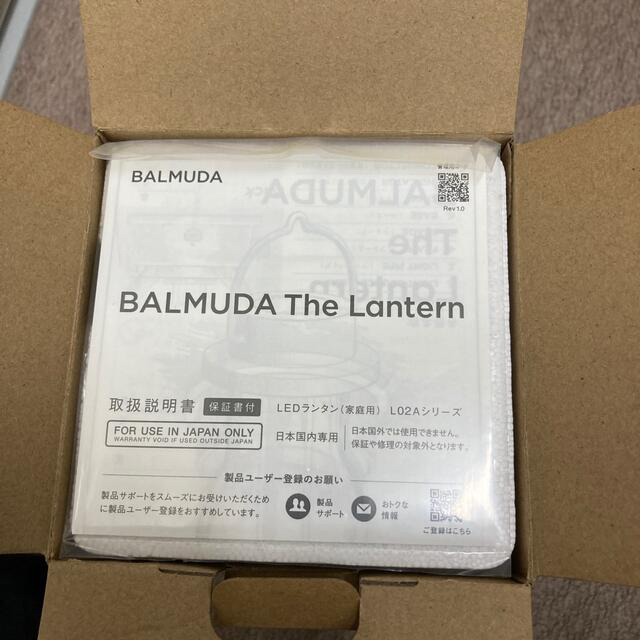 BALMUDA
Rev1.0
BALMUDA
The
Lantern
BALMUDA The Lantern
取扱説明書 保証書付 LEDランタン(家庭用) L02Aシリーズ
FOR USE IN JAPAN ONLY
WARRANTY VOID IF USED OUTSIDE JAPAN
日本国内専用
日本国外では使用できません。
保証や修理の対象外となります。
製品ユーザー登録のお願い
製品サポートをスムーズにお受けいただくため
に製品ユーザー登録をおすすめしています。
製品
サポート
おトクな
情報
ご登録はこちら